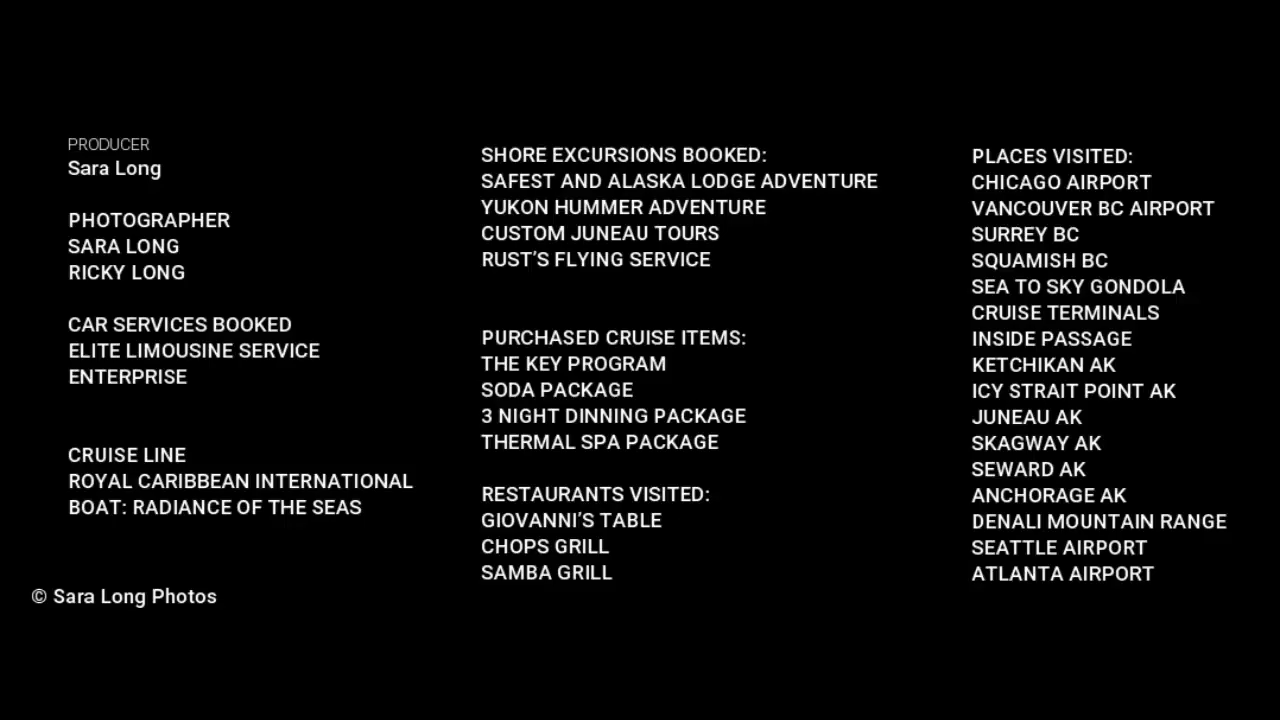 PRODUCER
Sara Long
PHOTOGRAPHER
SARA LONG
RICKY LONG
CAR SERVICES BOOKED
ELITE LIMOUSINE SERVICE
ENTERPRISE
CRUISE LINE
ROYAL CARIBBEAN INTERNATIONAL
BOAT: RADIANCE OF THE SEAS
© Sara Long Photos
SHORE EXCURSIONS BOOKED:
SAFEST AND ALASKA LODGE ADVENTURE
YUKON HUMMER ADVENTURE
CUSTOM JUNEAU TOURS
RUST’S FLYING SERVICE
PURCHASED CRUISE ITEMS:
THE KEY PROGRAM
SODA PACKAGE
3 NIGHT DINNING PACKAGE
THERMAL SPA PACKAGE
RESTAURANTS VISITED:
GIOVANNI’S TABLE
CHOPS GRILL
SAMBA GRILL
PLACES VISITED:
CHICAGO AIRPORT
VANCOUVER BC AIRPORT
SURREY BC
SQUAMISH BC
SEA TO SKY GONDOLA
CRUISE TERMINALS
INSIDE PASSAGE
KETCHIKAN AK
ICY STRAIT POINT AK
JUNEAU AK
SKAGWAY AK
SEWARD AK
ANCHORAGE AK
DENALI MOUNTAIN RANGE
SEATTLE AIRPORT
ATLANTA AIRPORT